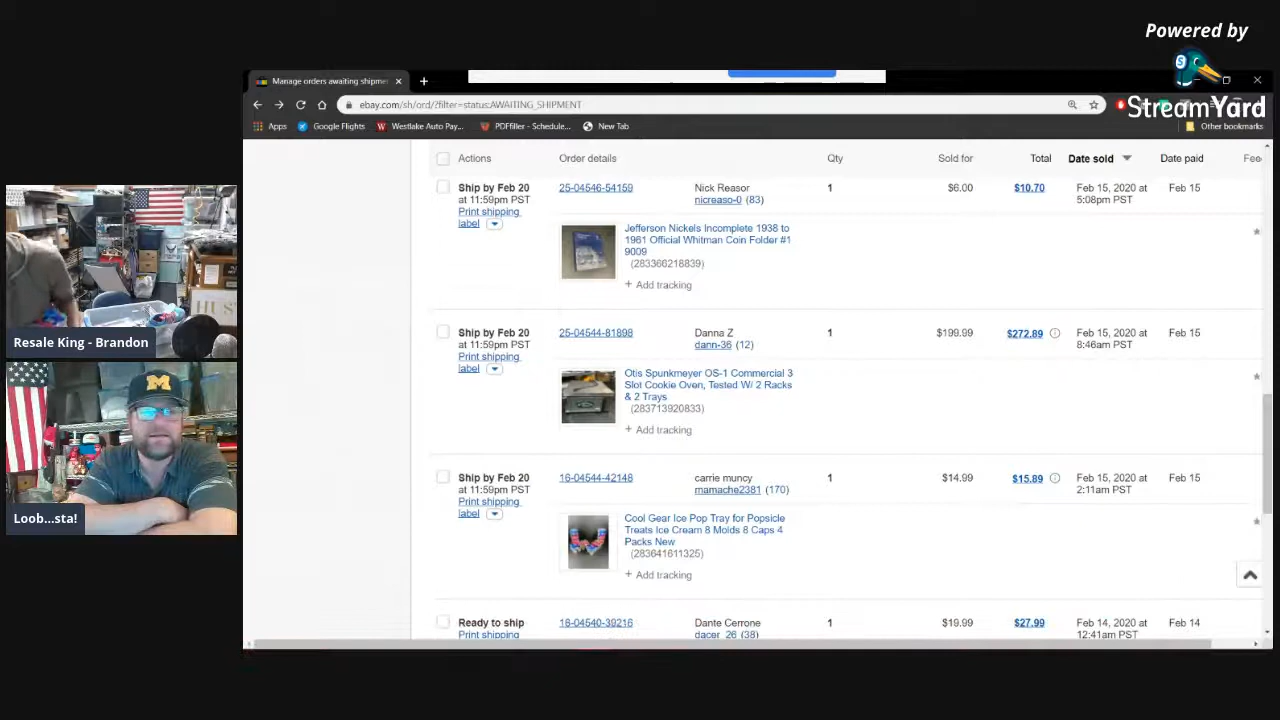 Powered by
StreamYard
Manage orders awaiting shipme
ebay.com/sh/ord/?filter=status:AWAITING_SHIPMENT
Apps
Google Flights
Westlake Auto Pay...
PDFfiller - Schedule...
New Tab
Other bookmarks
Actions
Order details
Qty
Sold for
Total
Date sold
Date paid
Fee
Ship by Feb 20 25-04546-54159 Nick Reasor 1 $6.00 $10.70 Feb 15, 2020 at Feb 15
at 11:59pm PST nicreaso-0 (83) 5:08pm PST
Print shipping
label
Jefferson Nickels Incomplete 1938 to
1961 Official Whitman Coin Folder #1
9009
(283366218839)
+ Add tracking
Ship by Feb 20 25-04544-81898 Danna Z 1 $199.99 $272.89 Feb 15, 2020 at Feb 15
at 11:59pm PST dann-36 (12) 8:46am PST
Print shipping
label
Otis Spunkmeyer OS-1 Commercial 3
Slot Cookie Oven, Tested W/ 2 Racks
& 2 Trays
(283713920833)
+ Add tracking
Ship by Feb 20 16-04544-42148 carrie muncy 1 $14.99 $15.89 Feb 15, 2020 at Feb 15
at 11:59pm PST mamache2381 (170) 2:11am PST
Print shipping
label
Cool Gear Ice Pop Tray for Popsicle
Treats Ice Cream 8 Molds 8 Caps 4
Packs New
(283641611325)
+ Add tracking
Ready to ship 18-04540-39216 Dante Cerrone 1 $19.99 $27.99 Feb 14, 2020 at Feb 14
Print shipping dacer_26 (38) 12:41am PST
HUS
Resale King - Brandon
M
Loob...sta!